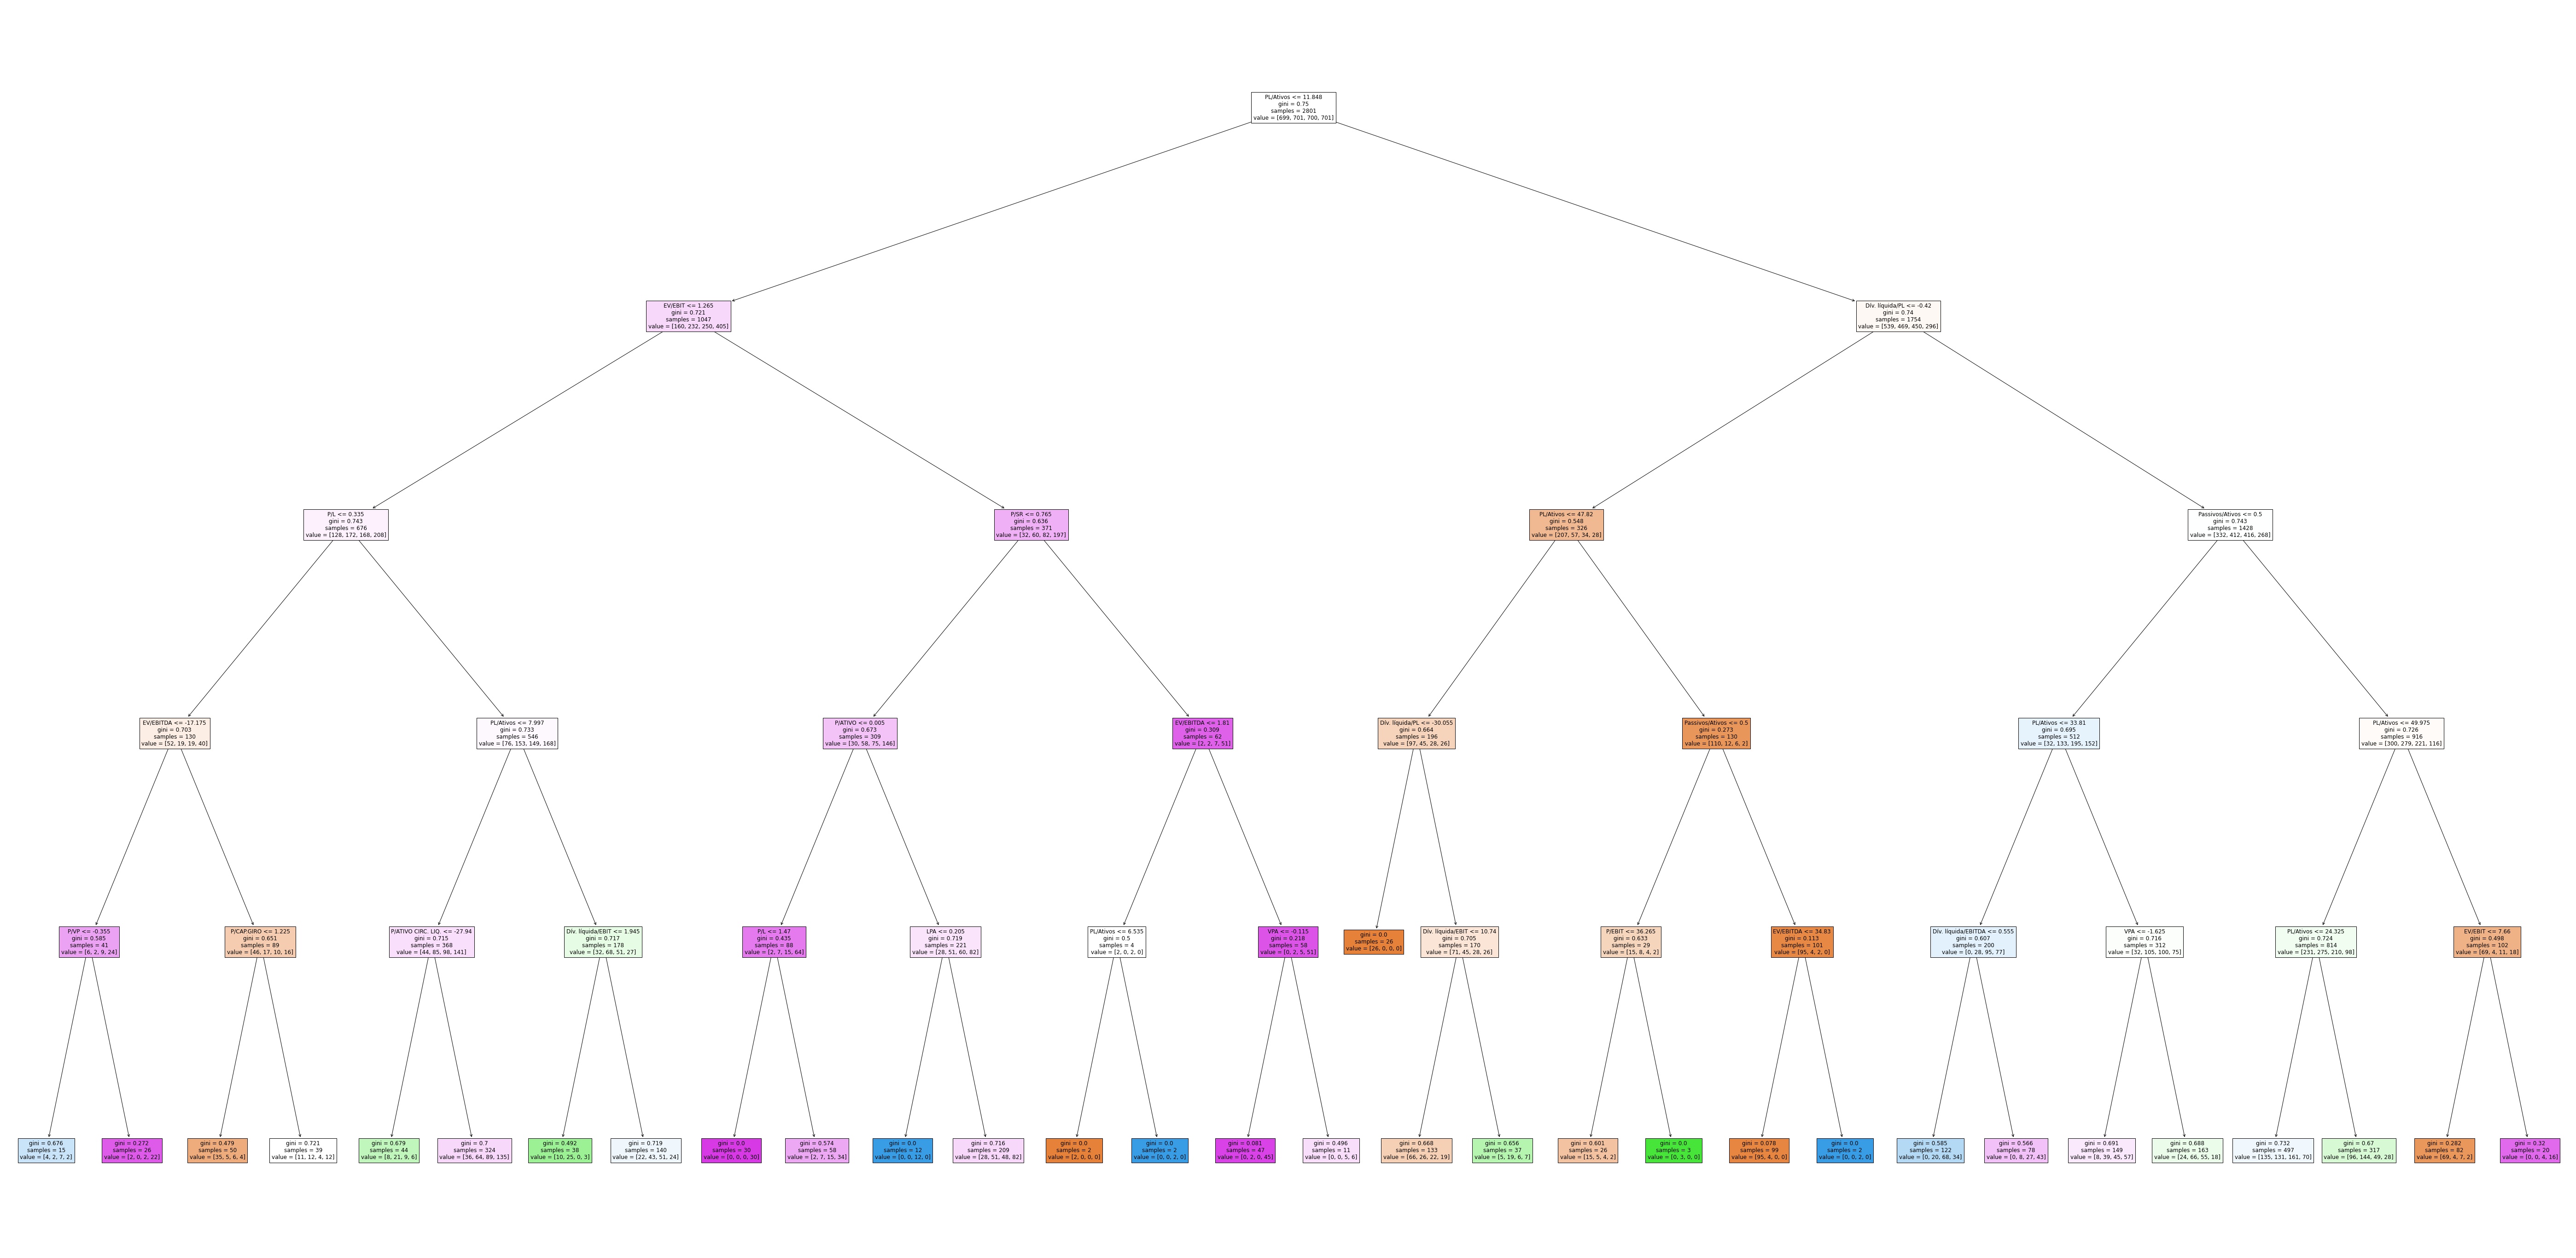 PL/Ativos <= 11.848
gini = 0.75
samples = 2801
value = [699, 701, 700, 701]
EV/EBIT <= 1.265
gini = 0.721
samples = 1047
value = [160, 232, 250, 405]
Dív. líquida/PL <= -0.42
gini = 0.74
samples = 1754
value = [539, 469, 450, 296]
P/L <= 0.335
gini = 0.743
samples = 676
value = [128, 172, 168, 208]
P/SR <= 0.765
gini = 0.636
samples = 371
value = [32, 60, 82, 197]
PL/Ativos <= 47.82
gini = 0.548
samples = 326
value = [207, 57, 34, 28]
Passivos/Ativos <= 0.5
gini = 0.743
samples = 1428
value = [332, 412, 416, 268]
EV/EBITDA <= -17.175
gini = 0.703
samples = 130
value = [52, 19, 19, 40]
PL/Ativos <= 7.997
gini = 0.733
samples = 546
value = [76, 153, 149, 168]
P/ATIVO <= 0.005
gini = 0.673
samples = 309
value = [30, 58, 75, 146]
EV/EBITDA <= 1.81
gini = 0.309
samples = 62
value = [2, 2, 7, 51]
Dív. líquida/PL <= -30.055
gini = 0.664
samples = 196
value = [97, 45, 28, 26]
Passivos/Ativos <= 0.5
gini = 0.273
samples = 130
value = [110, 12, 6, 2]
PL/Ativos <= 33.81
gini = 0.695
samples = 512
value = [32, 133, 195, 152]
PL/Ativos <= 49.975
gini = 0.726
samples = 916
value = [300, 279, 221, 116]
P/VP <= -0.355
gini = 0.585
samples = 41
value = [6, 2, 9, 24]
P/CAP.GIRO <= 1.225
gini = 0.651
samples = 89
value = [46, 17, 10, 16]
P/ATIVO CIRC. LIQ. <= -27.94
gini = 0.715
samples = 368
value = [44, 85, 98, 141]
Dív. líquida/EBIT <= 1.945
gini = 0.717
samples = 178
value = [32, 68, 51, 27]
P/L <= 1.47
gini = 0.435
samples = 88
value = [2, 7, 15, 64]
LPA <= 0.205
gini = 0.719
samples = 221
value = [28, 51, 60, 82]
PL/Ativos <= 6.535
gini = 0.5
samples = 4
value = [2, 0, 2, 0]
VPA <= -0.115
gini = 0.218
samples = 58
value = [0, 2, 5, 51]
gini = 0.0
samples = 26
value = [26, 0, 0, 0]
Dív. líquida/EBIT <= 10.74
gini = 0.705
samples = 170
value = [71, 45, 28, 26]
P/EBIT <= 36.265
gini = 0.633
samples = 29
value = [15, 8, 4, 2]
EV/EBITDA <= 34.83
gini = 0.113
samples = 101
value = [95, 4, 2, 0]
Dív. líquida/EBITDA <= 0.555
gini = 0.607
samples = 200
value = [0, 28, 95, 77]
VPA <= -1.625
gini = 0.716
samples = 312
value = [32, 105, 100, 75]
PL/Ativos <= 24.325
gini = 0.724
samples = 814
value = [231, 275, 210, 98]
EV/EBIT <= 7.66
gini = 0.498
samples = 102
value = [69, 4, 11, 18]
gini = 0.676
samples = 15
value = [4, 2, 7, 2]
gini = 0.272
samples = 26
value = [2, 0, 2, 22]
gini = 0.479
samples = 50
value = [35, 5, 6, 4]
gini = 0.721
samples = 39
value = [11, 12, 4, 12]
gini = 0.679
samples = 44
value = [8, 21, 9, 6]
gini = 0.7
samples = 324
value = [36, 64, 89, 135]
gini = 0.492
samples = 38
value = [10, 25, 0, 3]
gini = 0.719
samples = 140
value = [22, 43, 51, 24]
gini = 0.0
samples = 30
value = [0, 0, 0, 30]
gini = 0.574
samples = 58
value = [2, 7, 15, 34]
gini = 0.0
samples = 12
value = [0, 0, 12, 0]
gini = 0.716
samples = 209
value = [28, 51, 48, 82]
gini = 0.0
samples = 2
value = [2, 0, 0, 0]
gini = 0.0
samples = 2
value = [0, 0, 2, 0]
gini = 0.081
samples = 47
value = [0, 2, 0, 45]
gini = 0.496
samples = 11
value = [0, 0, 5, 6]
gini = 0.668
samples = 133
value = [66, 26, 22, 19]
gini = 0.656
samples = 37
value = [5, 19, 6, 7]
gini = 0.601
samples = 26
value = [15, 5, 4, 2]
gini = 0.0
samples = 3
value = [0, 3, 0, 0]
gini = 0.078
samples = 99
value = [95, 4, 0, 0]
gini = 0.0
samples = 2
value = [0, 0, 2, 0]
gini = 0.585
samples = 122
value = [0, 20, 68, 34]
gini = 0.566
samples = 78
value = [0, 8, 27, 43]
gini = 0.691
samples = 149
value = [8, 39, 45, 57]
gini = 0.688
samples = 163
value = [24, 66, 55, 18]
gini = 0.732
samples = 497
value = [135, 131, 161, 70]
gini = 0.67
samples = 317
value = [96, 144, 49, 28]
gini = 0.282
samples = 82
value = [69, 4, 7, 2]
gini = 0.32
samples = 20
value = [0, 0, 4, 16]